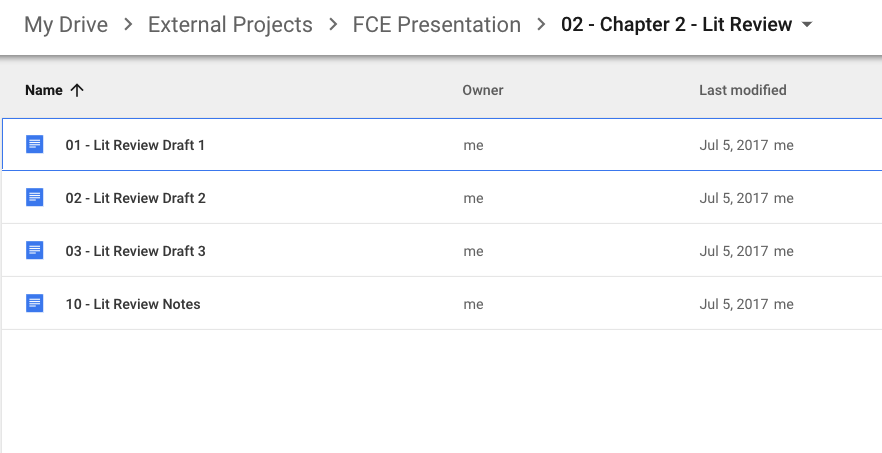 My Drive > External Projects > FCE Presentation > 02 - Chapter 2 - Lit Review
Name Owner Last modified
01 - Lit Review Draft 1 me Jul 5, 2017 me
02 - Lit Review Draft 2 me Jul 5, 2017 me
03 - Lit Review Draft 3 me Jul 5, 2017 me
10 - Lit Review Notes me Jul 5, 2017 me